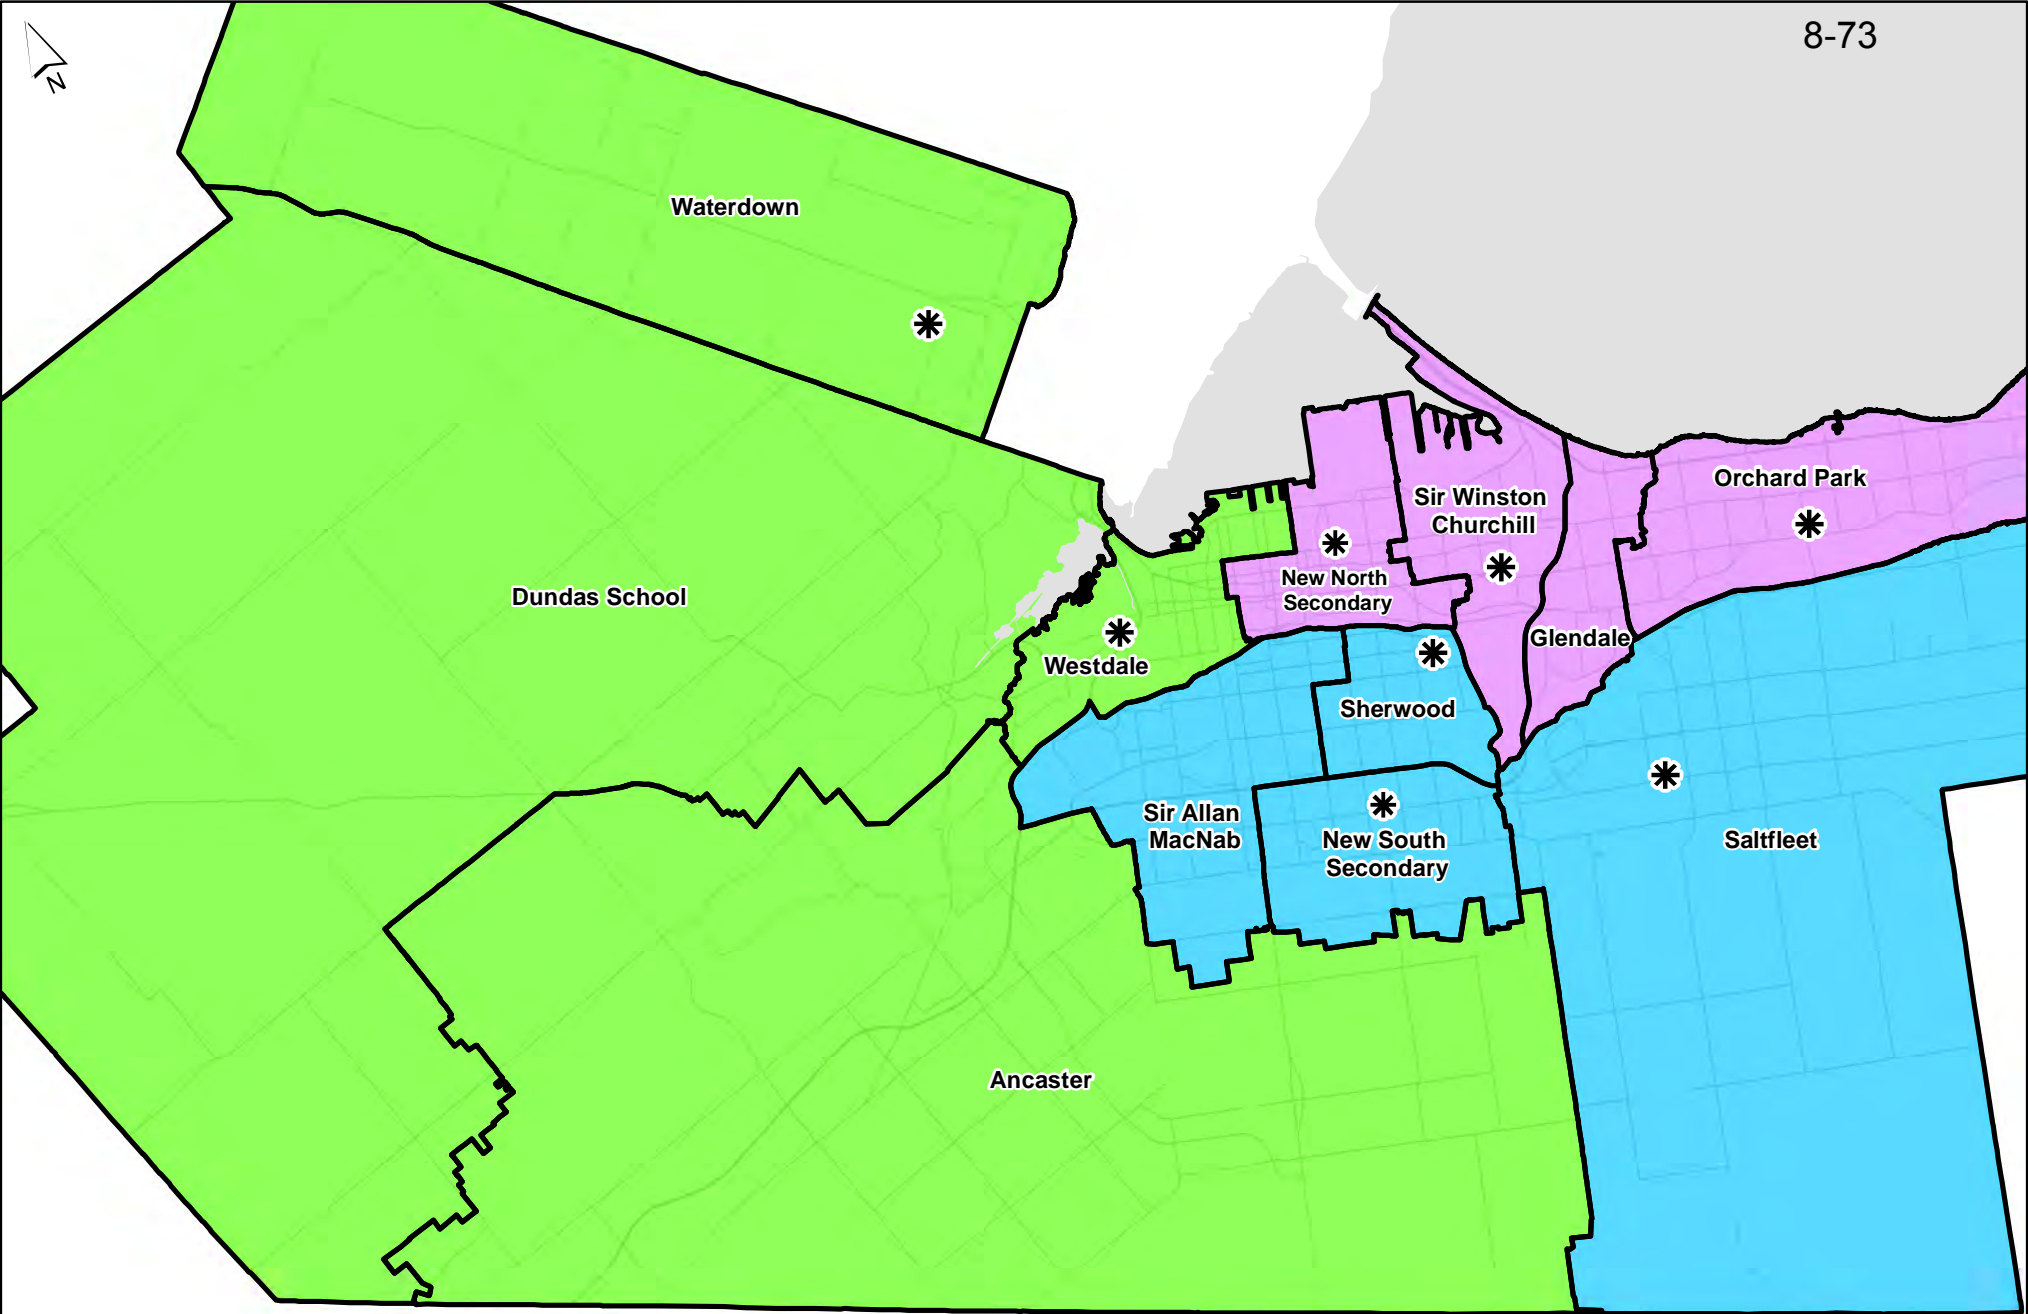 8-73
N
Waterdown
Orchard Park
Sir Winston
Churchill
New North
Secondary
Dundas School
Glendale
Westdale
Sherwood
Sir Allan
MacNab
New South
Secondary
Saltfleet
Ancaster